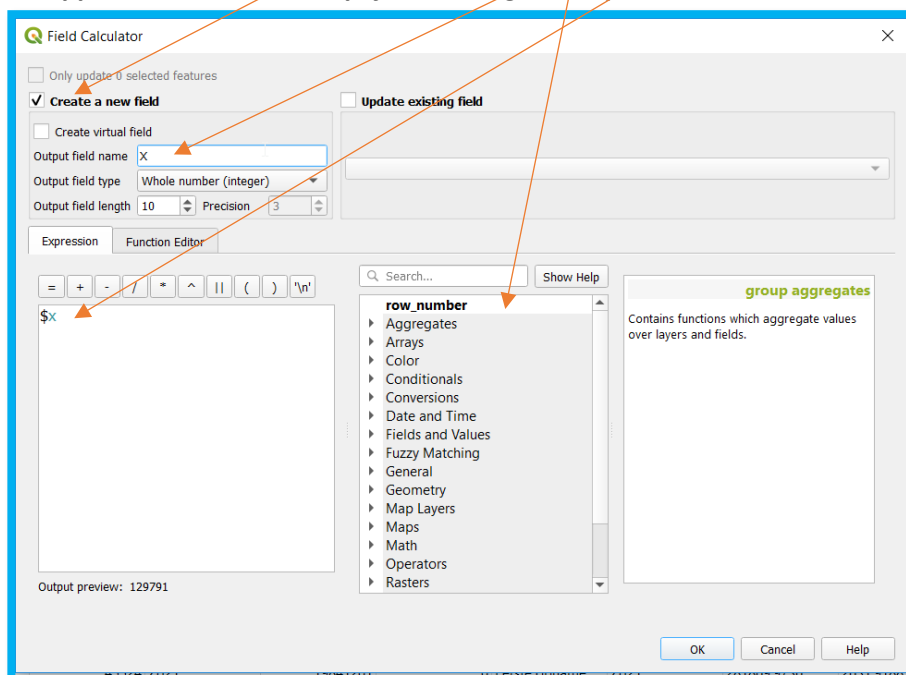 Field Calculator
Only update 0 selected features
Create a new field
Update existing field
Create virtual field
Output field name X
Output field type Whole number (integer)
Output field length 10 Precision 3
Expression Function Editor
= + - / * ^ || ( ) '\n'
Search... Show Help
$x
row_number
Aggregates
Arrays
Color
Conditionals
Conversions
Date and Time
Fields and Values
Fuzzy Matching
General
Geometry
Map Layers
Maps
Math
Operators
Rasters
group aggregates
Contains functions which aggregate values
over layers and fields.
Output preview: 129791
OK Cancel Help